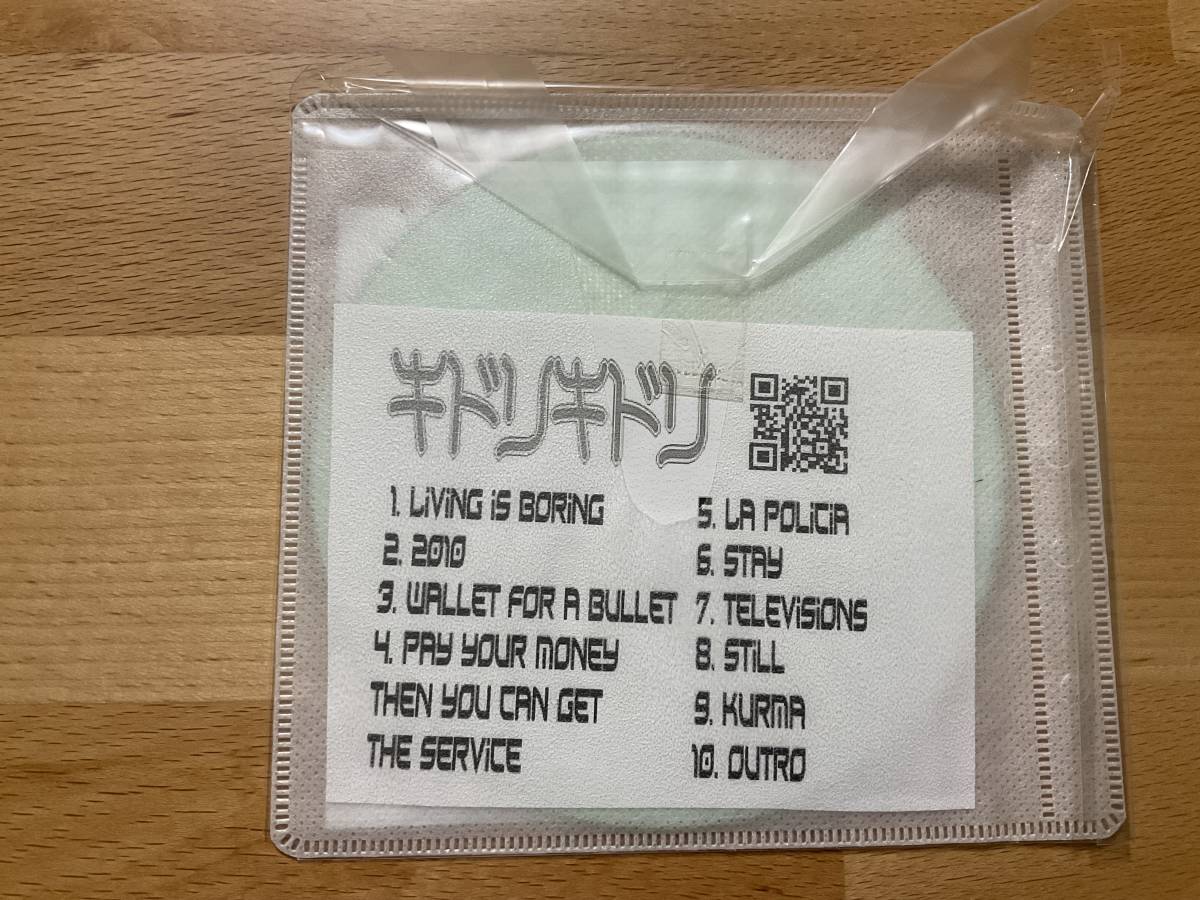 キドリキドリ
1. LiViNG iS BORiNG
2. 2010
3. WALLET FOR A BULLET
4. PAY YOUR MONEY
THEN YOU CAN GET
THE SERViCE
5. LA POLiCiA
6. STAY
7. TELEViSiONS
8. STiLL
9. KURMA
10. OUTRO